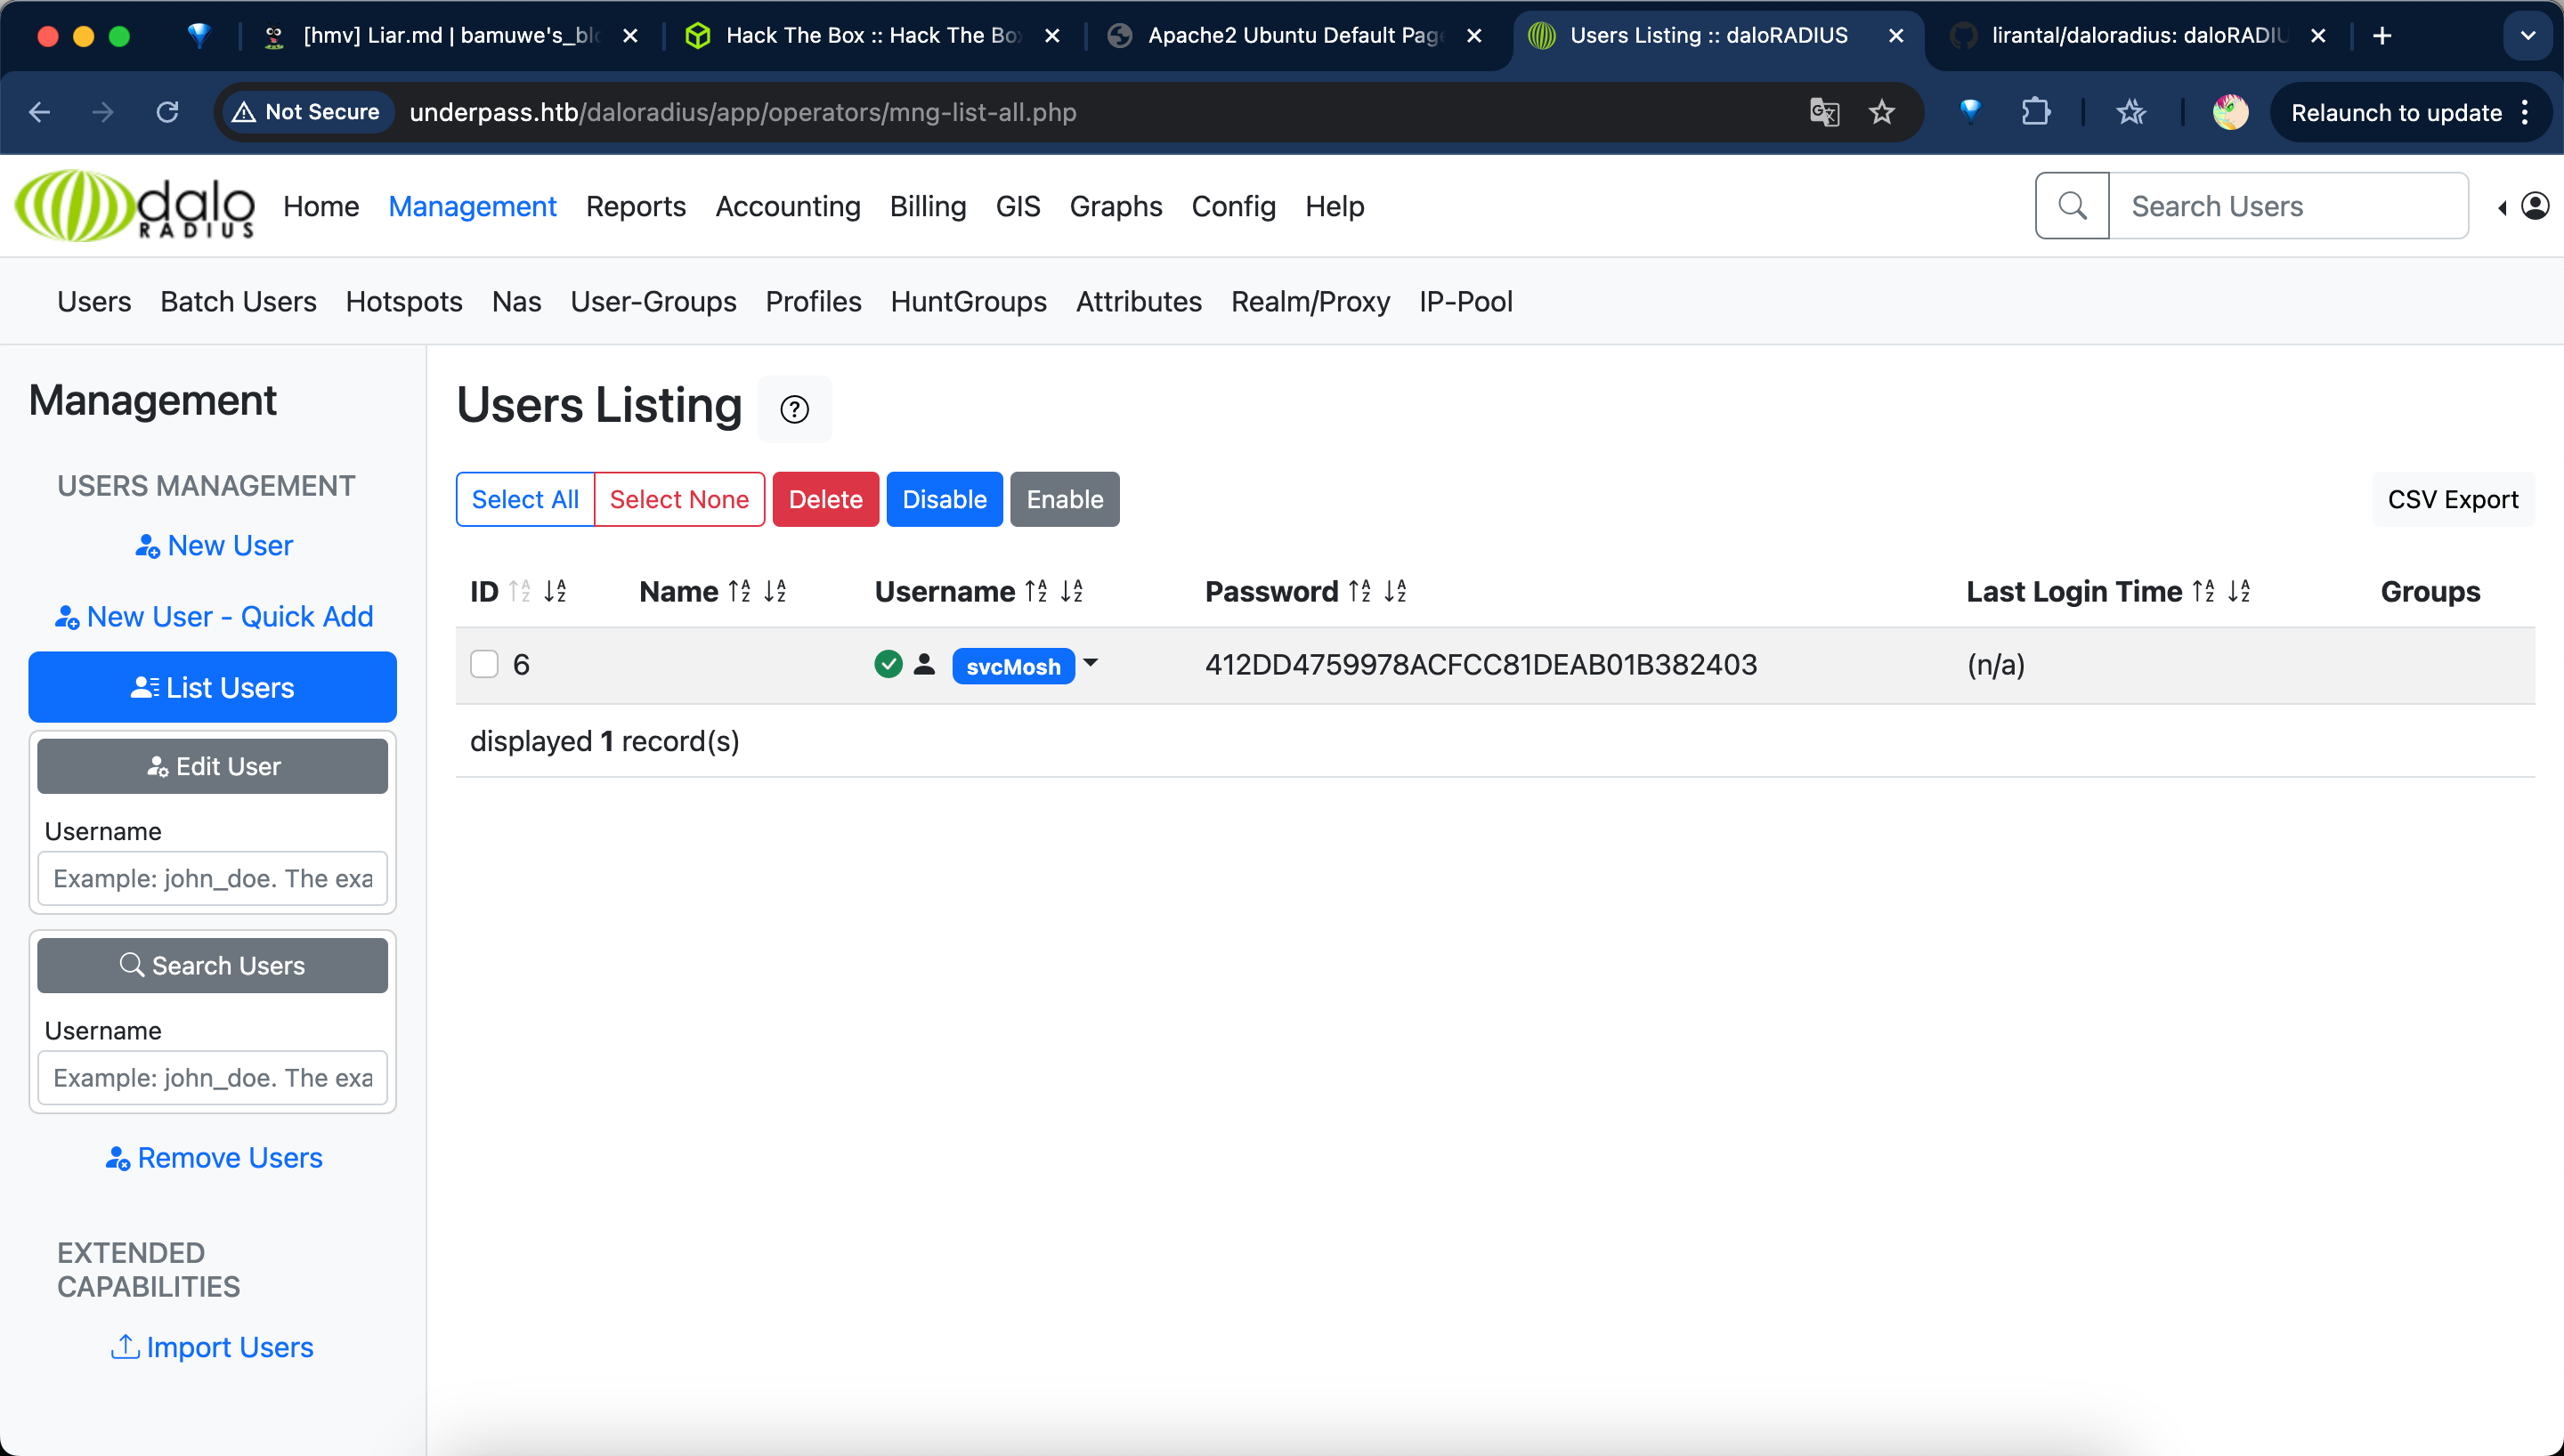 [hmv] Liar.md | bamuwe's_blo
Hack The Box :: Hack The Box
Apache2 Ubuntu Default Page
Users Listing :: daloRADIUS
lirantal/daloradius: daloRADIU
Not Secure
underpass.htb/daloradius/app/operators/mng-list-all.php
Relaunch to update
dalo RADIUS
Home Management Reports Accounting Billing GIS Graphs Config Help
Search Users
Users Batch Users Hotspots Nas User-Groups Profiles HuntGroups Attributes Realm/Proxy IP-Pool
Management
USERS MANAGEMENT
New User
New User - Quick Add
List Users
Edit User
Username
Example: john_doe. The exa
Search Users
Username
Example: john_doe. The exa
Remove Users
EXTENDED
CAPABILITIES
Import Users
Users Listing
Select All Select None Delete Disable Enable CSV Export
ID Name Username Password Last Login Time Groups
6 svcMosh 412DD4759978ACFCC81DEAB01B382403 (n/a)
displayed 1 record(s)